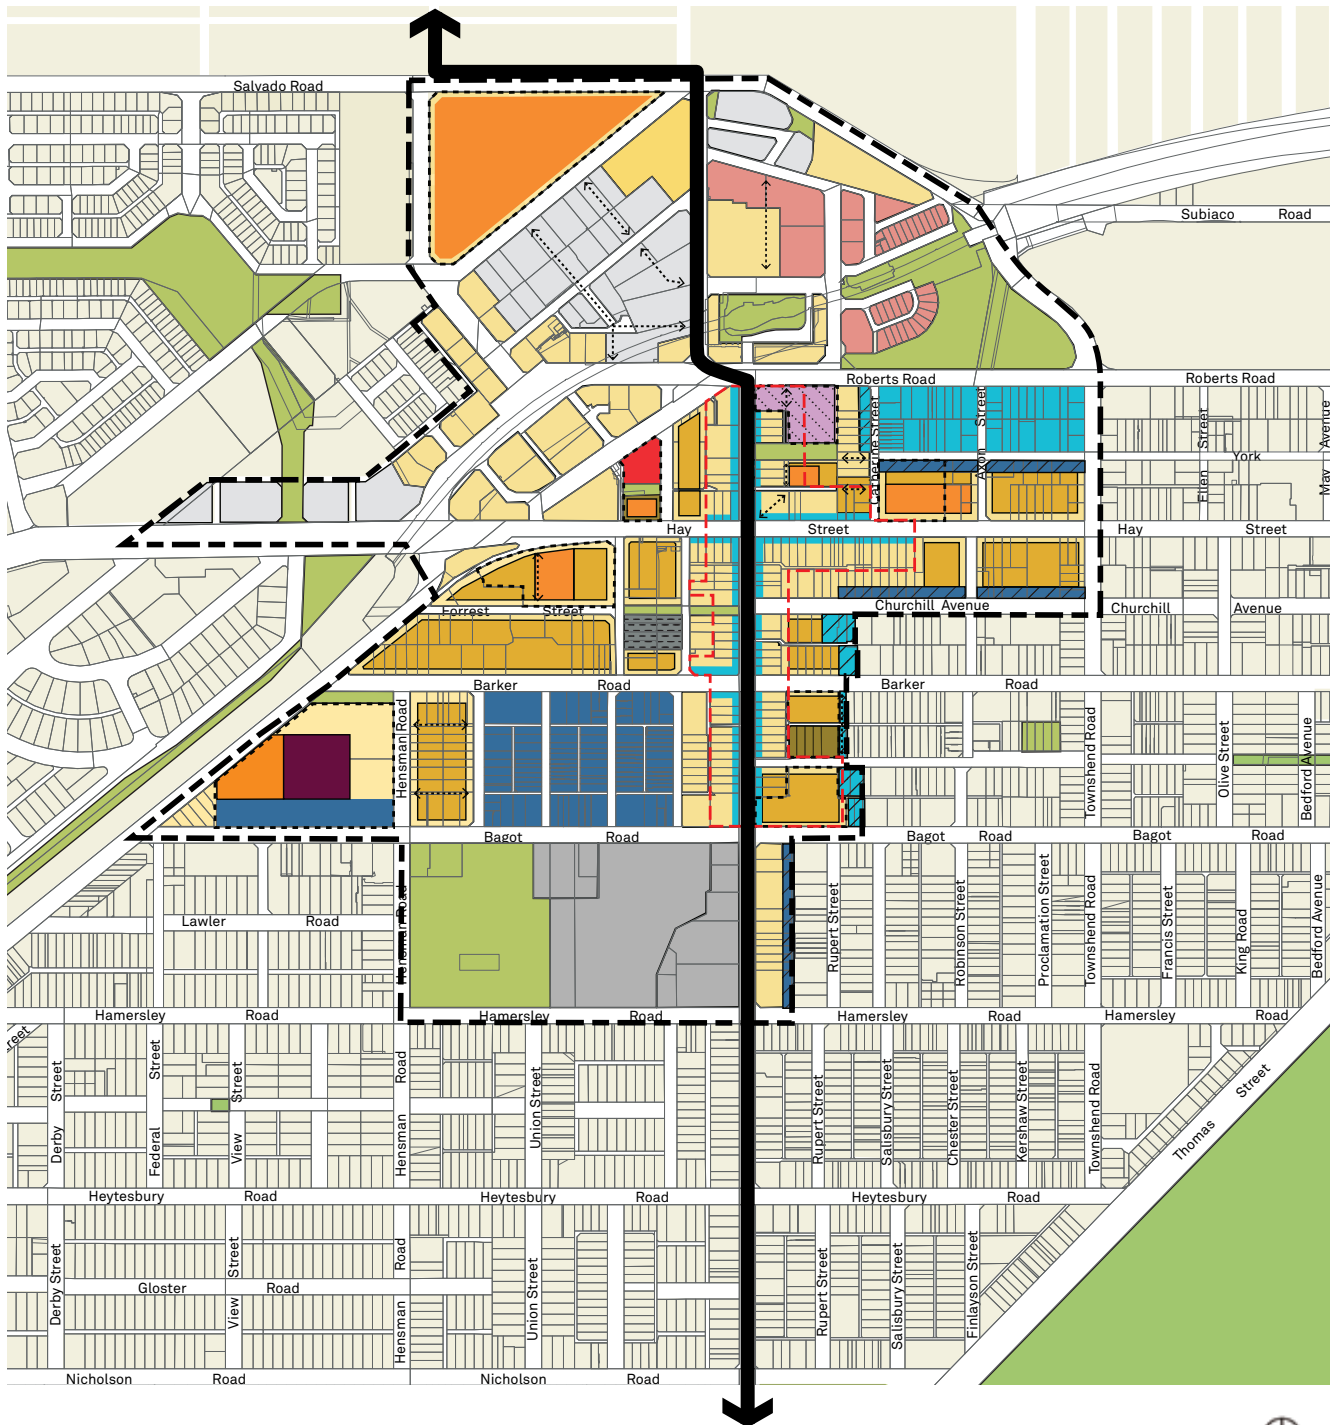 Salvado Road
Subiaco Road
Roberts Road
Roberts Road
Catherine Street
Axon Street
Ellen Street
York
May Avenue
Hay Street
Hay Street
Forrest Street
Churchill Avenue
Churchill Avenue
Barker Road
Barker Road
Hensman Road
Townshend Road
Olive Street
Bedford Avenue
Bagot Road
Bagot Road
Bagot Road
Lawler Road
Hensman Road
Rupert Street
Robinson Street
Proclamation Street
Townshend Road
Francis Street
King Road
Bedford Avenue
Hamersley Road
Hamersley Road
Hamersley Road
Hamersley Road
Derby Street
Federal Street
View Street
Hensman Road
Union Street
Rupert Street
Salisbury Street
Chester Street
Kershaw Street
Townshend Road
Thomas Street
Heytesbury Road
Heytesbury Road
Heytesbury Road
Derby Street
View Street
Hensman Road
Union Street
Rupert Street
Salisbury Street
Finlayson Street
Gloster Road
Nicholson Road
Nicholson Road